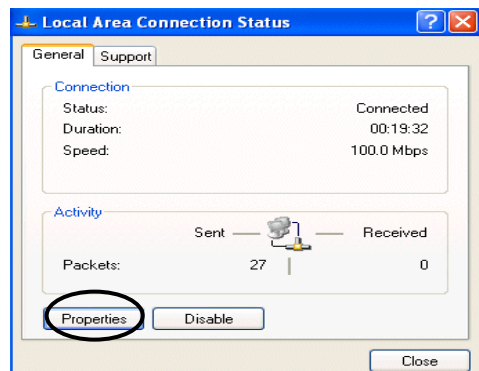 Local Area Connection Status
General Support
Connection
Status: Connected
Duration: 00:19:32
Speed: 100.0 Mbps
Activity
Sent Received
Packets: 27 0
Properties Disable
Close